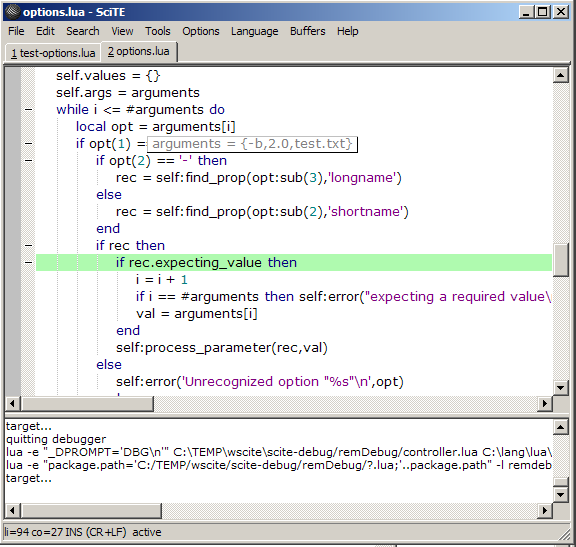 options.lua - SciTE
File Edit Search View Tools Options Language Buffers Help
1 test-options.lua 2 options.lua
self.values = {}
self.args = arguments
while i <= #arguments do
local opt = arguments[i]
if opt(1) == arguments = {-b,2.0,test.txt}
if opt(2) == '-' then
rec = self:find_prop(opt:sub(3),'longname')
else
rec = self:find_prop(opt:sub(2),'shortname')
end
if rec then
if rec.expecting_value then
i = i + 1
if i == #arguments then self:error("expecting a required value\
val = arguments[i]
end
self:process_parameter(rec,val)
else
self:error('Unrecognized option "%s"\n',opt)
target...
quitting debugger
lua -e "_DPROMPT='DBG\n'" C:\TEMP\wscite\scite-debug/remDebug/controller.lua C:\lang\lua\
lua -e "package.path='C:/TEMP/wscite/scite-debug/remDebug/?.lua;'..package.path" -l remdeb
target...
li=94 co=27 INS (CR+LF) active